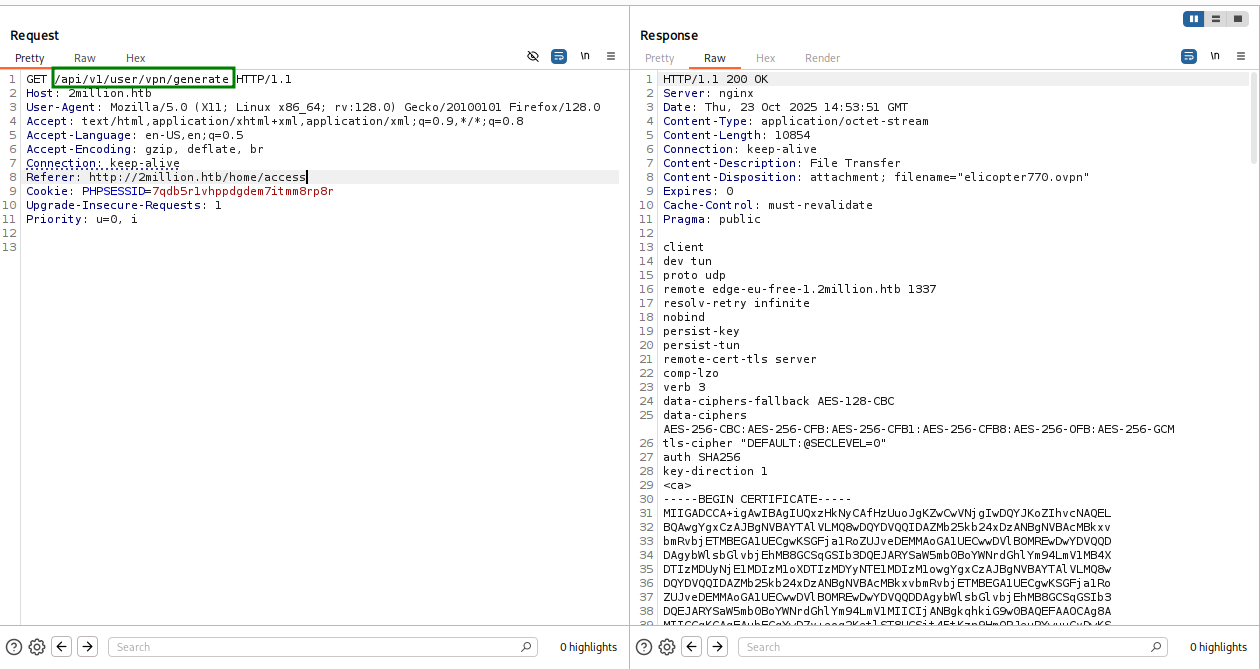 Request
Pretty Raw Hex
\n
1 GET /api/v1/user/vpn/generate HTTP/1.1
2 Host: 2million.htb
3 User-Agent: Mozilla/5.0 (X11; Linux x86_64; rv:128.0) Gecko/20100101 Firefox/128.0
4 Accept: text/html,application/xhtml+xml,application/xml;q=0.9,*/*;q=0.8
5 Accept-Language: en-US,en;q=0.5
6 Accept-Encoding: gzip, deflate, br
7 Connection: keep-alive
8 Referer: http://2million.htb/home/access
9 Cookie: PHPSESSID=7qdb5r1vhppdgdem7itmm8rp8r
10 Upgrade-Insecure-Requests: 1
11 Priority: u=0, i
12
13
Search
0 highlights
Response
Pretty Raw Hex Render
\n
1 HTTP/1.1 200 OK
2 Server: nginx
3 Date: Thu, 23 Oct 2025 14:53:51 GMT
4 Content-Type: application/octet-stream
5 Content-Length: 10854
6 Connection: keep-alive
7 Content-Description: File Transfer
8 Content-Disposition: attachment; filename="elicopter770.ovpn"
9 Expires: 0
10 Cache-Control: must-revalidate
11 Pragma: public
12
13 client
14 dev tun
15 proto udp
16 remote edge-eu-free-1.2million.htb 1337
17 resolv-retry infinite
18 nobind
19 persist-key
20 persist-tun
21 remote-cert-tls server
22 comp-lzo
23 verb 3
24 data-ciphers-fallback AES-128-CBC
25 data-ciphers
AES-256-CBC:AES-256-CFB:AES-256-CFB1:AES-256-CFB8:AES-256-OFB:AES-256-GCM
26 tls-cipher "DEFAULT:@SECLEVEL=0"
27 auth SHA256
28 key-direction 1
29 <ca>
30 -----BEGIN CERTIFICATE-----
31 MIIGADCCA+igAwIBAgIUQxzHkNyCAfHzUuoJgKZwCwVNjgIwDQYJKoZIhvcNAQEL
32 BQAwgYgxCzAJBgNVBAYTAlVLMQ8wDQYDVQQIDAZMb25kb24xDzANBgNVBAcMBkxv
33 bmRvbjETMBEGA1UECgwKSGFja1RoZUJveDEMMAoGA1UECwwDVlBOMREwDwYDVQQD
34 DAgybWlsbGlvbjEhMB8GCSqGSIb3DQEJARYSaW5mb0BoYWNrdGhlYm94LmV1MB4X
35 DTIzMDUyNjE1MDIzM1oXDTIzMDYyNTE1MDIzM1owgYgxCzAJBgNVBAYTAlVLMQ8w
36 DQYDVQQIDAZMb25kb24xDzANBgNVBAcMBkxvbmRvbjETMBEGA1UECgwKSGFja1Ro
37 ZUJveDEMMAoGA1UECwwDVlBOMREwDwYDVQQDDAgybWlsbGlvbjEhMB8GCSqGSIb3
38 DQEJARYSaW5mb0BoYWNrdGhlYm94LmV1MIICIjANBgkqhkiG9w0BAQEFAAOCAg8A
Search
0 highlights